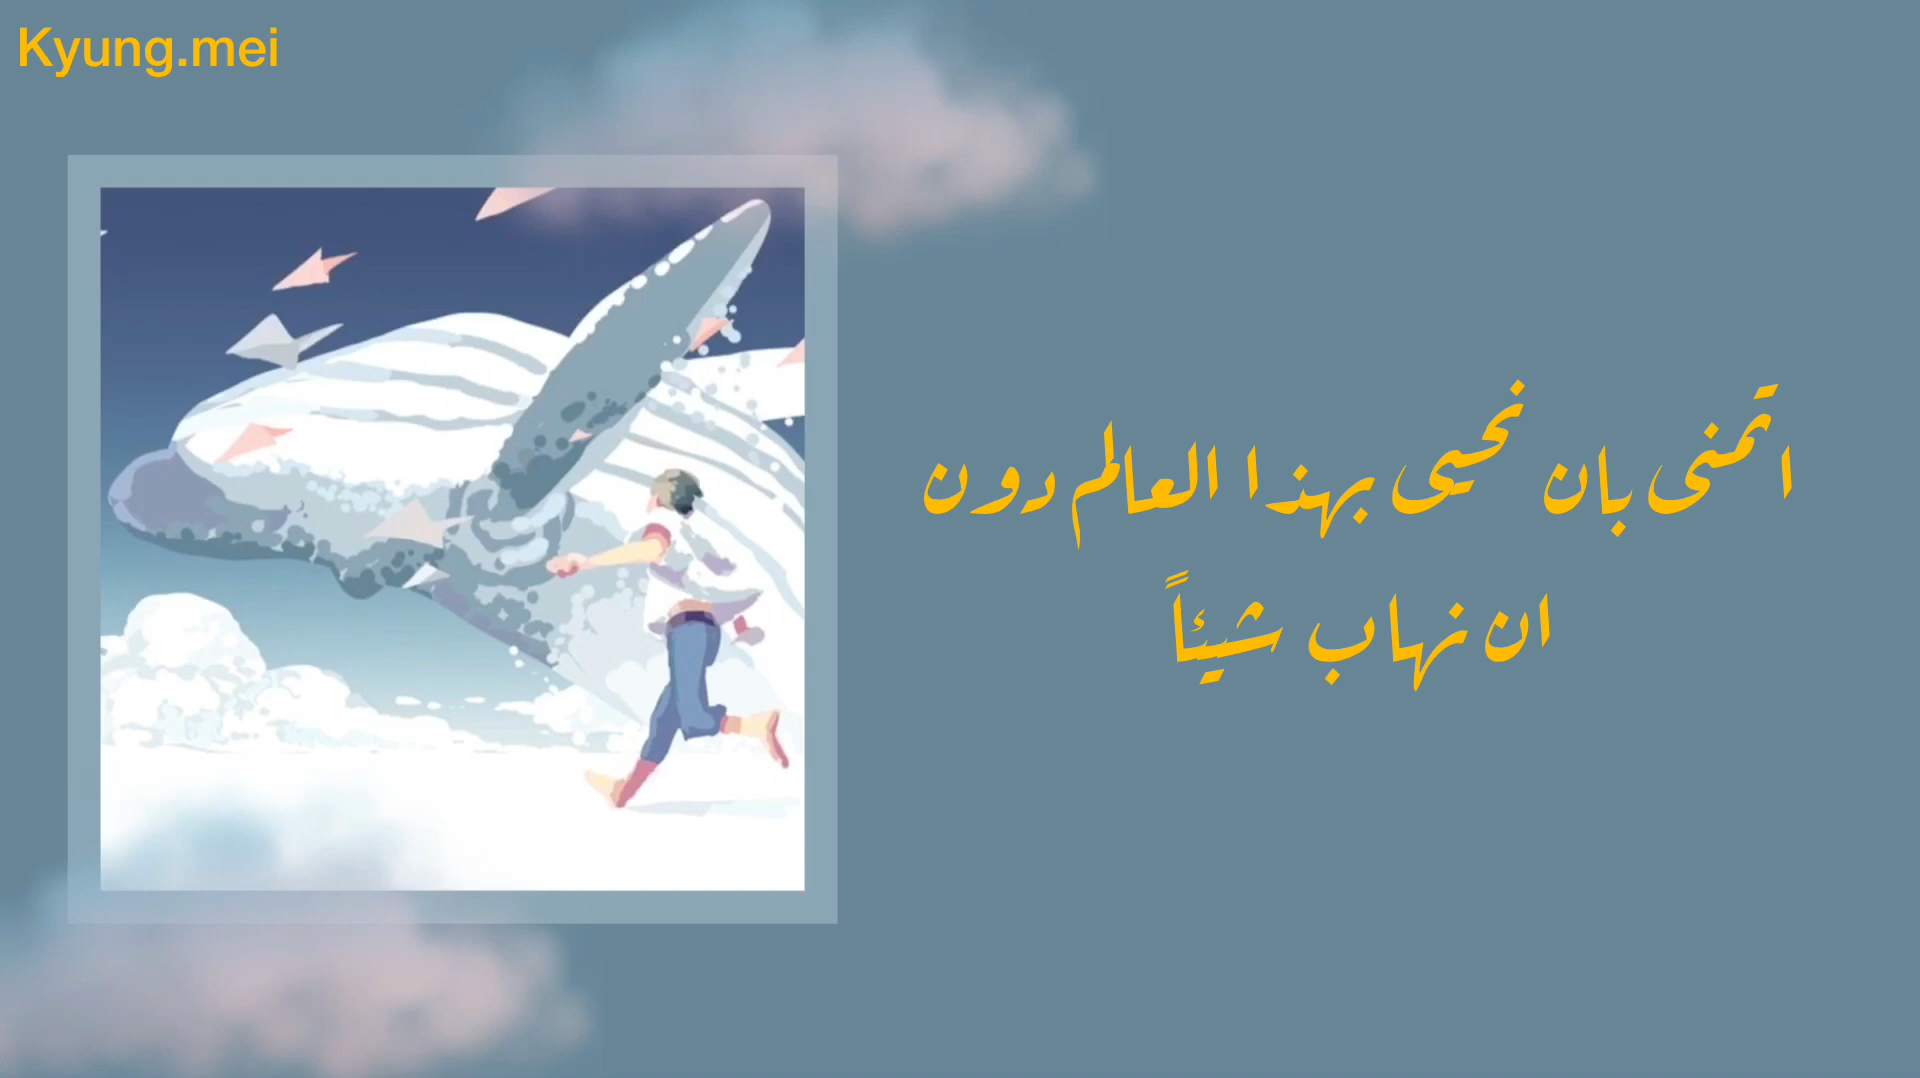 Kyung.mei
اتمنى بان نحيى بهذا العالم دون
ان نهاب شيئاً